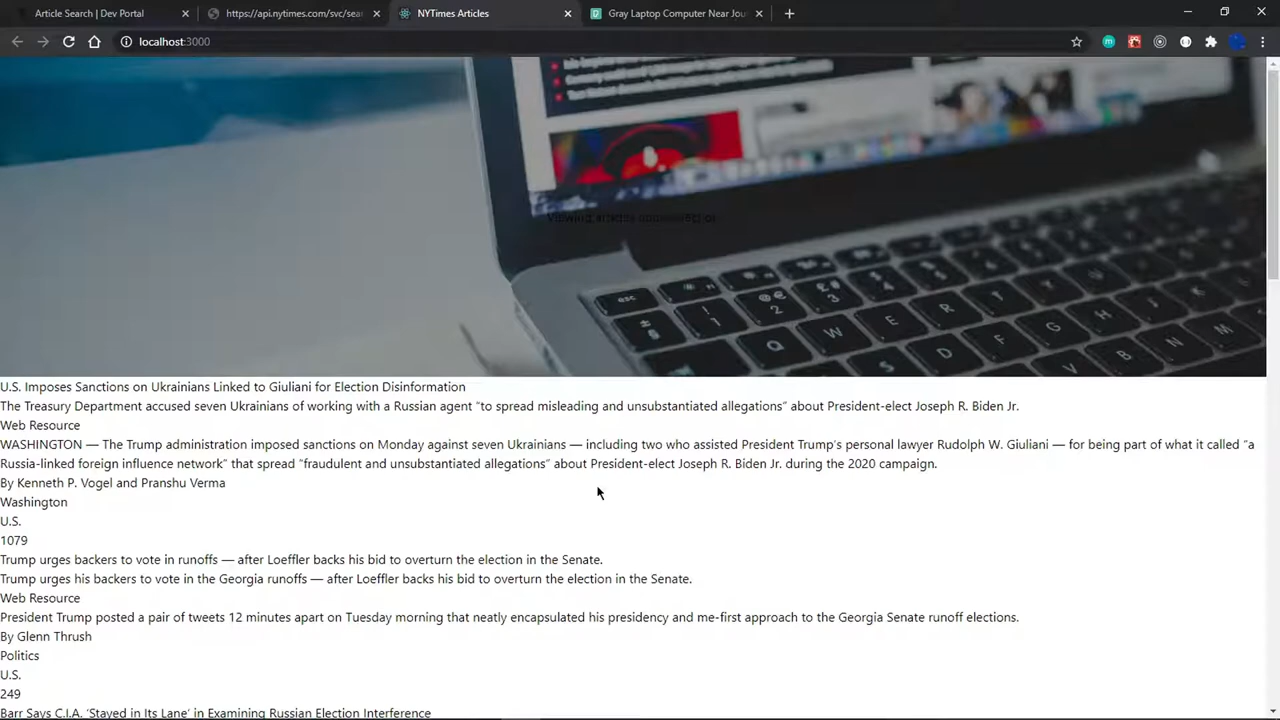 Article Search | Dev Portal
https://api.nytimes.com/svc/sear
NYTimes Articles
Gray Laptop Computer Near Jou
localhost:3000
Viewing articles about
esc
W
E
R
T
Y
S
D
F
G
H
J
C
V
B
N
M
U.S. Imposes Sanctions on Ukrainians Linked to Giuliani for Election Disinformation
The Treasury Department accused seven Ukrainians of working with a Russian agent “to spread misleading and unsubstantiated allegations” about President-elect Joseph R. Biden Jr.
Web Resource
WASHINGTON — The Trump administration imposed sanctions on Monday against seven Ukrainians — including two who assisted President Trump’s personal lawyer Rudolph W. Giuliani — for being part of what it called “a
Russia-linked foreign influence network” that spread “fraudulent and unsubstantiated allegations” about President-elect Joseph R. Biden Jr. during the 2020 campaign.
By Kenneth P. Vogel and Pranshu Verma
Washington
U.S.
1079
Trump urges backers to vote in runoffs — after Loeffler backs his bid to overturn the election in the Senate.
Trump urges his backers to vote in the Georgia runoffs — after Loeffler backs his bid to overturn the election in the Senate.
Web Resource
President Trump posted a pair of tweets 12 minutes apart on Tuesday morning that neatly encapsulated his presidency and me-first approach to the Georgia Senate runoff elections.
By Glenn Thrush
Politics
U.S.
249
Barr Says C.I.A. ‘Stayed in Its Lane’ in Examining Russian Election Interference